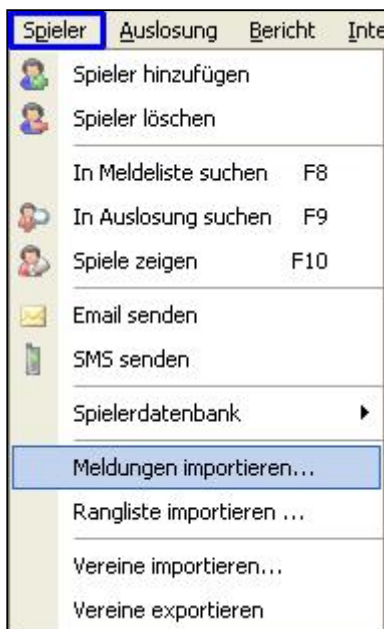 Spieler Auslosung Bericht Inte
Spieler hinzufügen
Spieler löschen
In Meldeliste suchen F8
In Auslosung suchen F9
Spiele zeigen F10
Email senden
SMS senden
Spielerdatenbank
Meldungen importieren...
Rangliste importieren ...
Vereine importieren...
Vereine exportieren